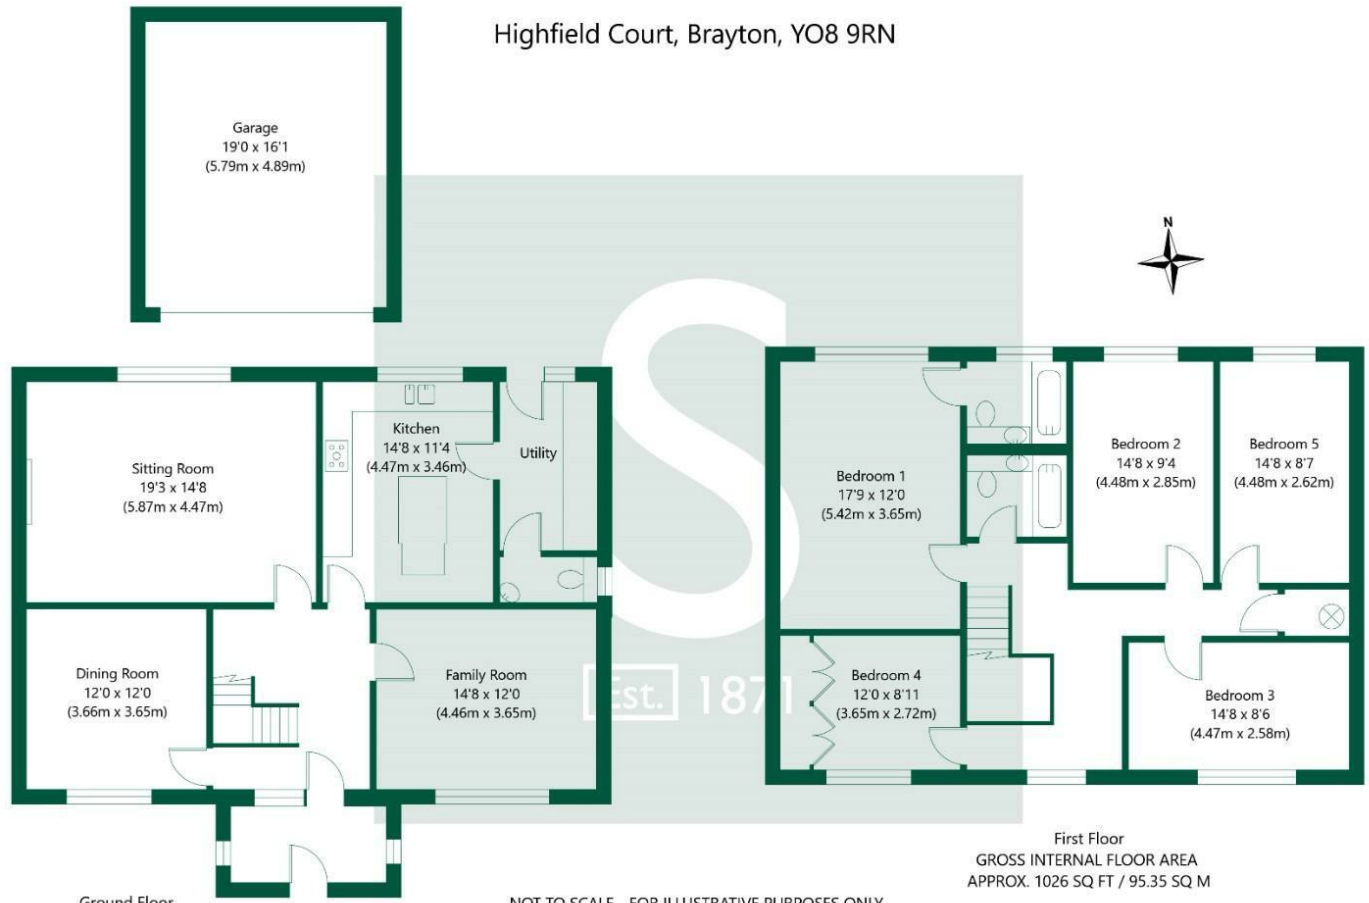 Highfield Court, Brayton, YO8 9RN
Garage
19'0 x 16'1
(5.79m x 4.89m)
N
Sitting Room
19'3 x 14'8
(5.87m x 4.47m)
Kitchen
14'8 x 11'4
(4.47m x 3.46m)
Utility
Dining Room
12'0 x 12'0
(3.66m x 3.65m)
Family Room
14'8 x 12'0
(4.46m x 3.65m)
S
Est. 1871
Bedroom 1
17'9 x 12'0
(5.42m x 3.65m)
Bedroom 2
14'8 x 9'4
(4.48m x 2.85m)
Bedroom 5
14'8 x 8'7
(4.48m x 2.62m)
Bedroom 4
12'0 x 8'11
(3.65m x 2.72m)
Bedroom 3
14'8 x 8'6
(4.47m x 2.58m)
First Floor
GROSS INTERNAL FLOOR AREA
APPROX. 1026 SQ FT / 95.35 SQ M
Ground Floor
NOT TO SCALE - FOR ILLUSTRATIVE PURPOSES ONLY